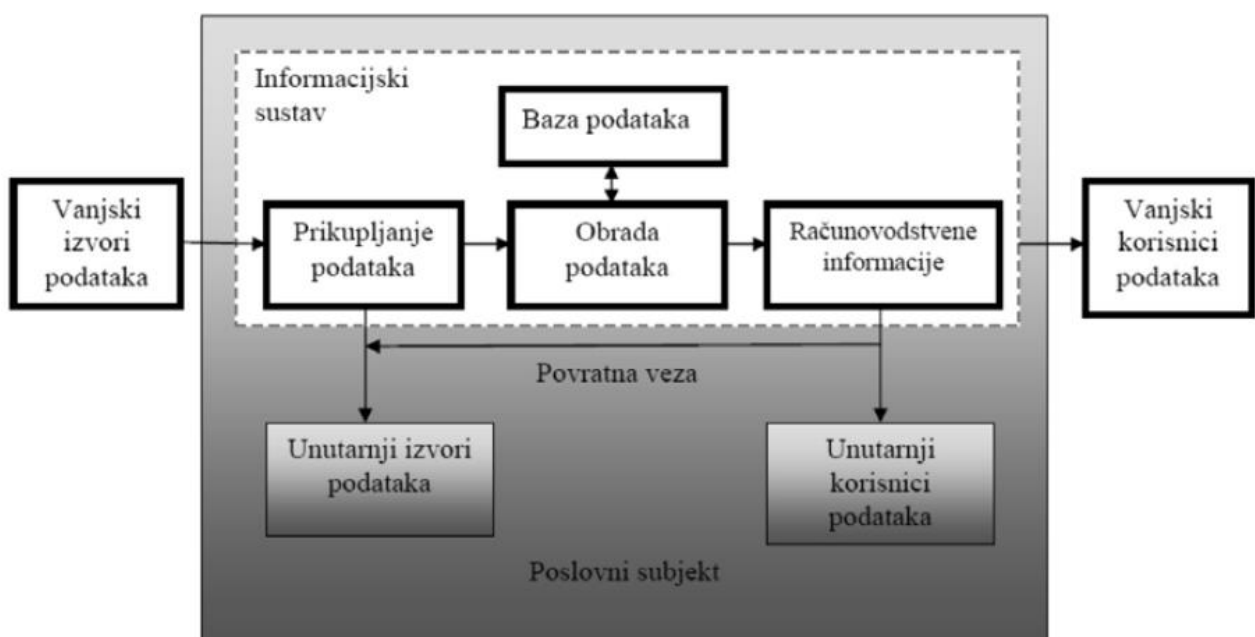 Informacijski
sustav
Baza podataka
Vanjski
izvori
podataka
Prikupljanje
podataka
Obrada
podataka
Računovodstvene
informacije
Vanjski
korisnici
podataka
Povratna veza
Unutarnji izvori
podataka
Unutarnji
korisnici
podataka
Poslovni subjekt